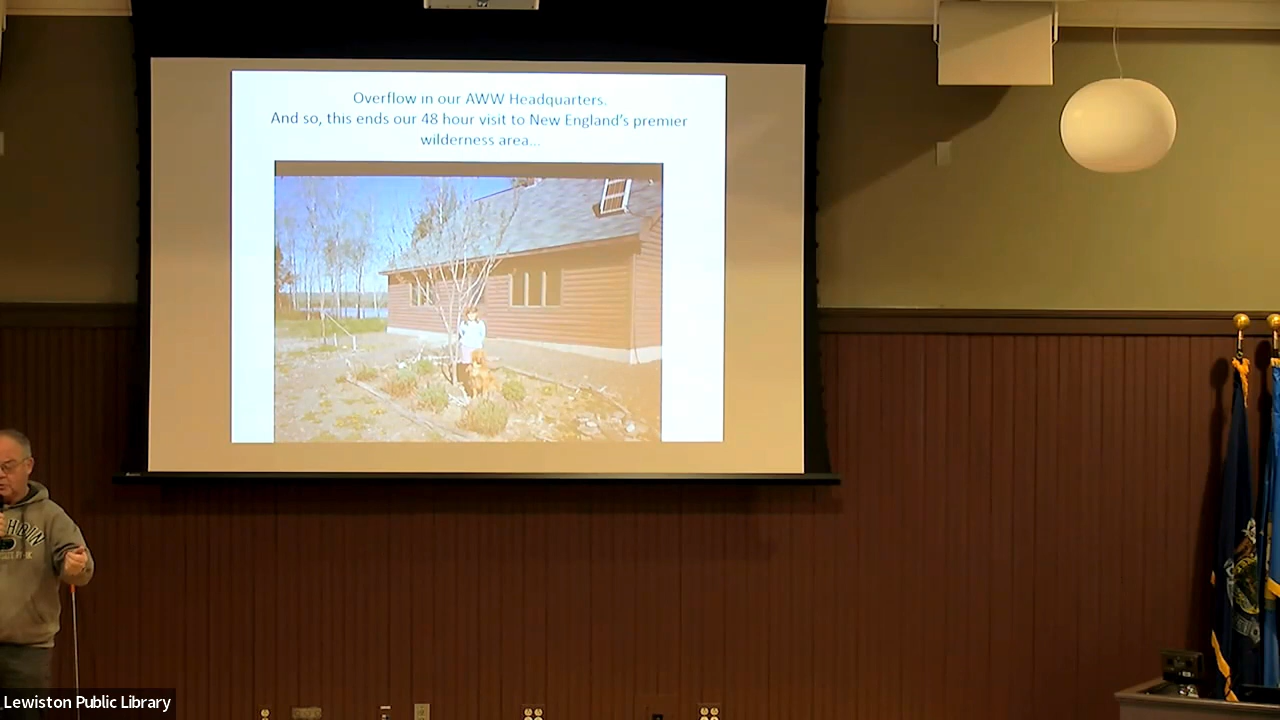 Overflow in our AWW Headquarters.
And so, this ends our 48 hour visit to New England's premier
wilderness area...
Lewiston Public Library